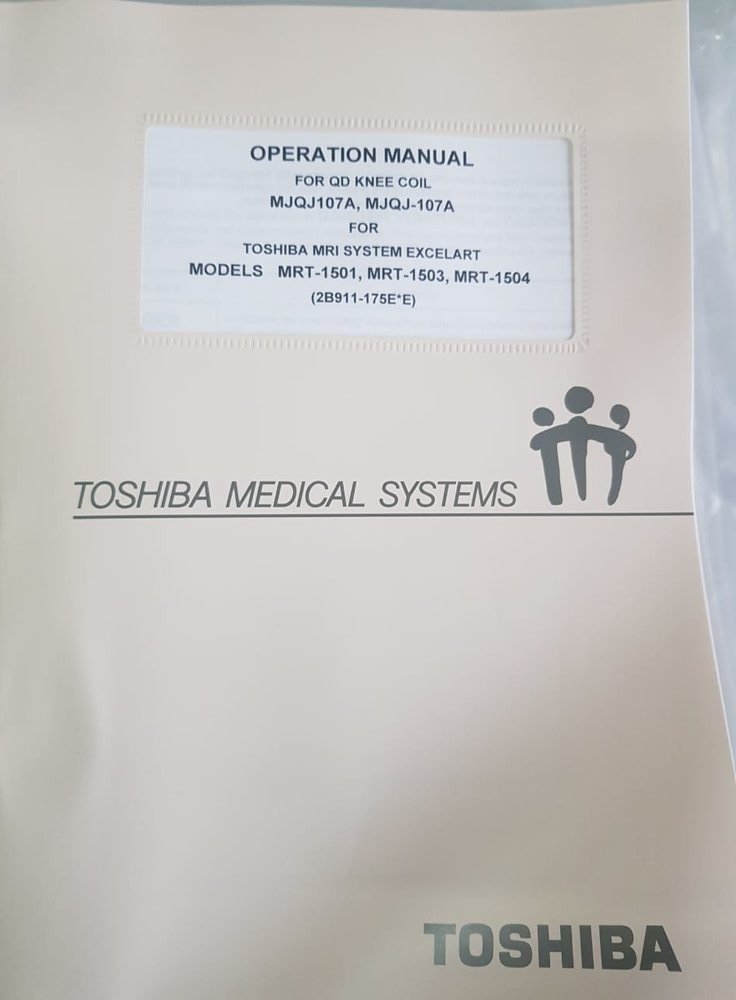 OPERATION MANUAL
FOR QD KNEE COIL
MJQJ107A, MJQJ-107A
FOR
TOSHIBA MRI SYSTEM EXCELART
MODELS MRT-1501, MRT-1503, MRT-1504
(2B911-175E*E)
TOSHIBA MEDICAL SYSTEMS
TOSHIBA